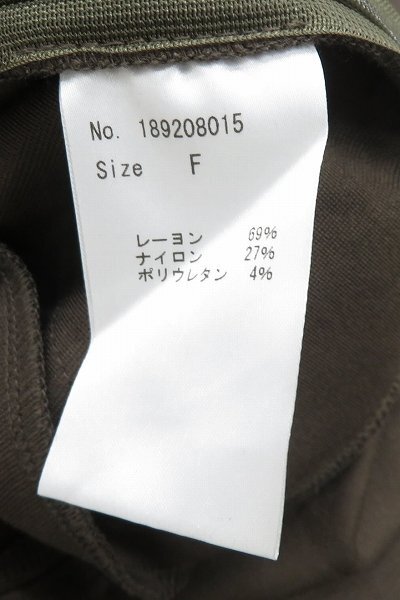 No. 189208015
Size F
レーヨン 69%
ナイロン 27%
ポリウレタン 4%